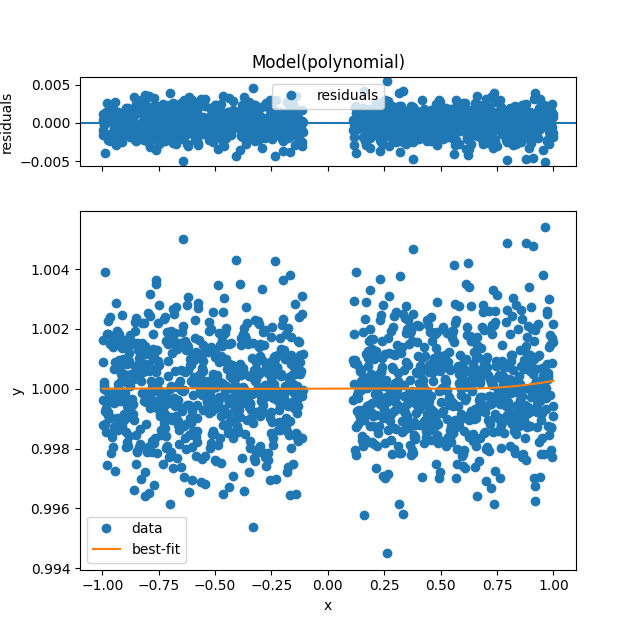 Model(polynomial)
0.005
0.000
−0.005
residuals
residuals
1.004
1.002
1.000
0.998
0.996
0.994
y
data
best-fit
−1.00 −0.75 −0.50 −0.25 0.00 0.25 0.50 0.75 1.00
x